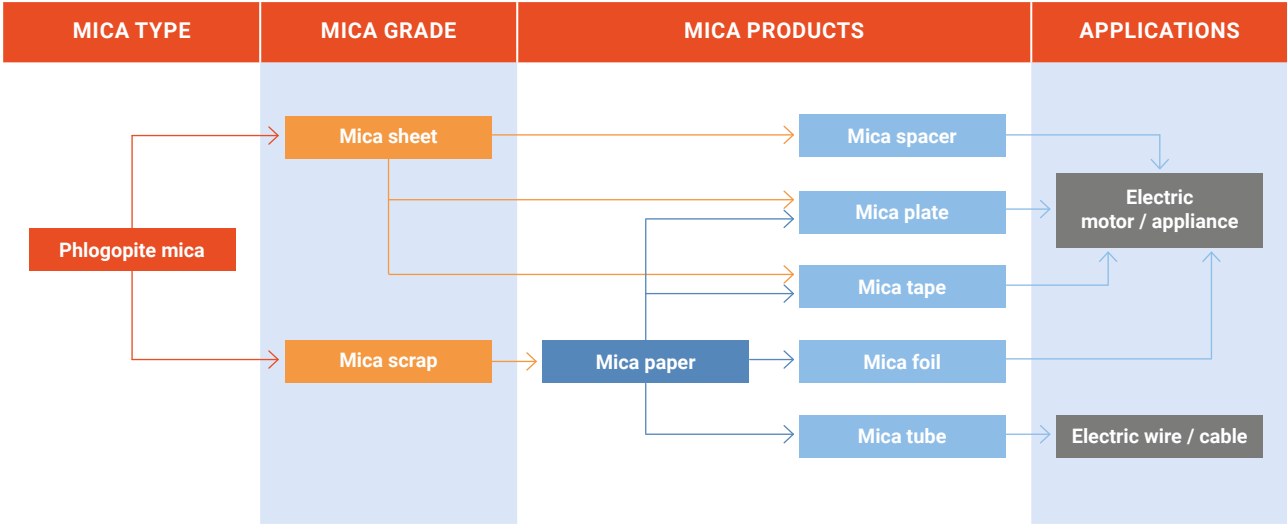 MICA TYPE
MICA GRADE
MICA PRODUCTS
APPLICATIONS
Mica sheet
Mica spacer
Mica plate
Electric
motor / appliance
Phlogopite mica
Mica tape
Mica scrap
Mica paper
Mica foil
Mica tube
Electric wire / cable